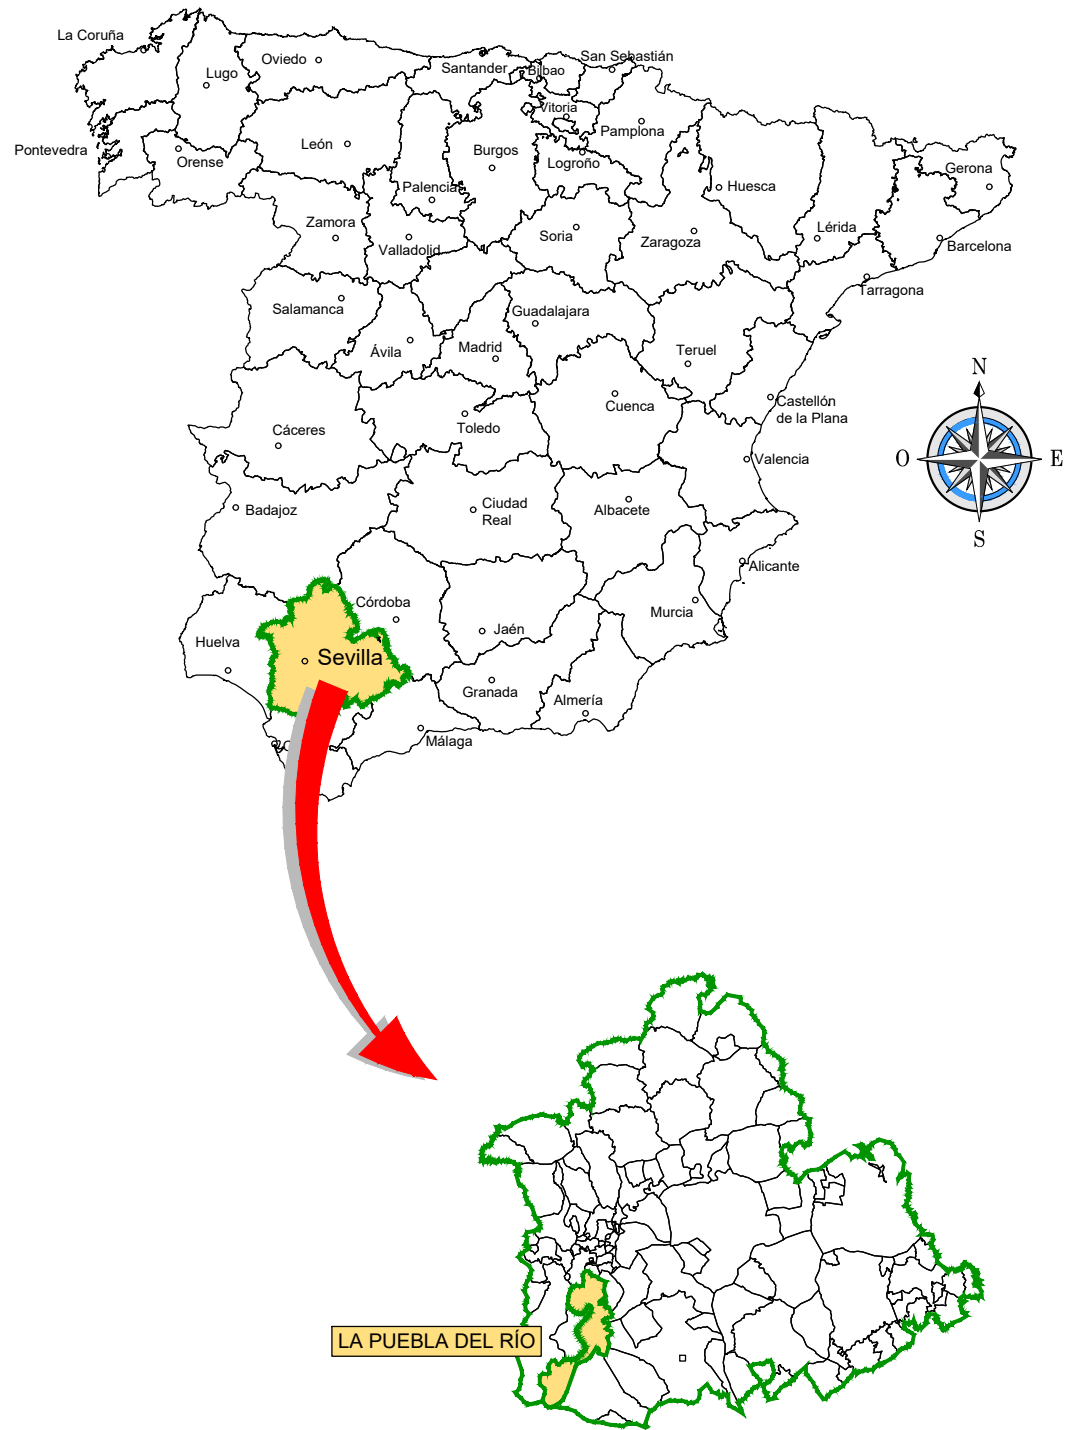 La Coruña
Lugo
Oviedo
Santander
Bilbao
San Sebastián
Vitoria
Pamplona
Pontevedra
Orense
León
Burgos
Logroño
Palencia
Huesca
Gerona
Zamora
Valladolid
Soria
Zaragoza
Lérida
Barcelona
Tarragona
Salamanca
Guadalajara
Ávila
Madrid
Teruel
Castellón
de la Plana
Cuenca
Toledo
Cáceres
Valencia
Badajoz
Ciudad
Real
Albacete
Alicante
Córdoba
Murcia
Huelva
Jaén
Sevilla
Granada
Almería
Málaga
N
O
E
S
LA PUEBLA DEL RÍO